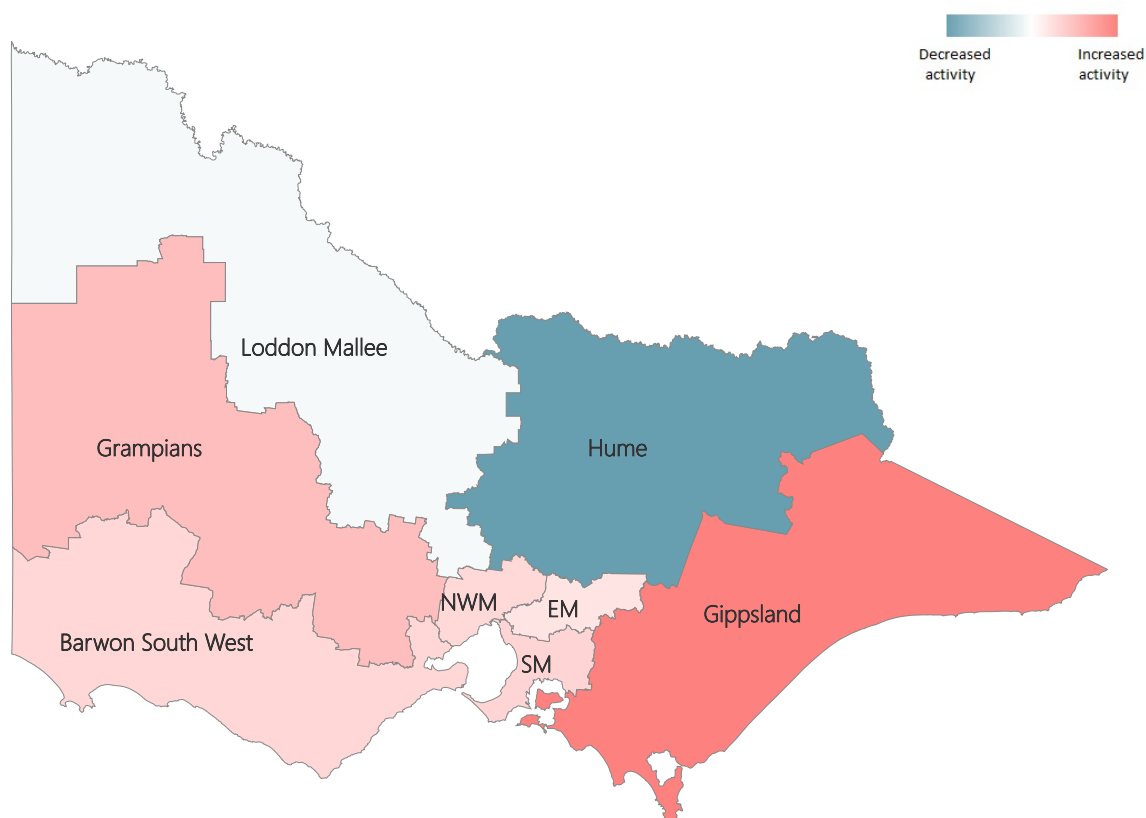 Decreased
activity
Increased
activity
Loddon Mallee
Grampians
Hume
NWM
EM
Gippsland
Barwon South West
SM